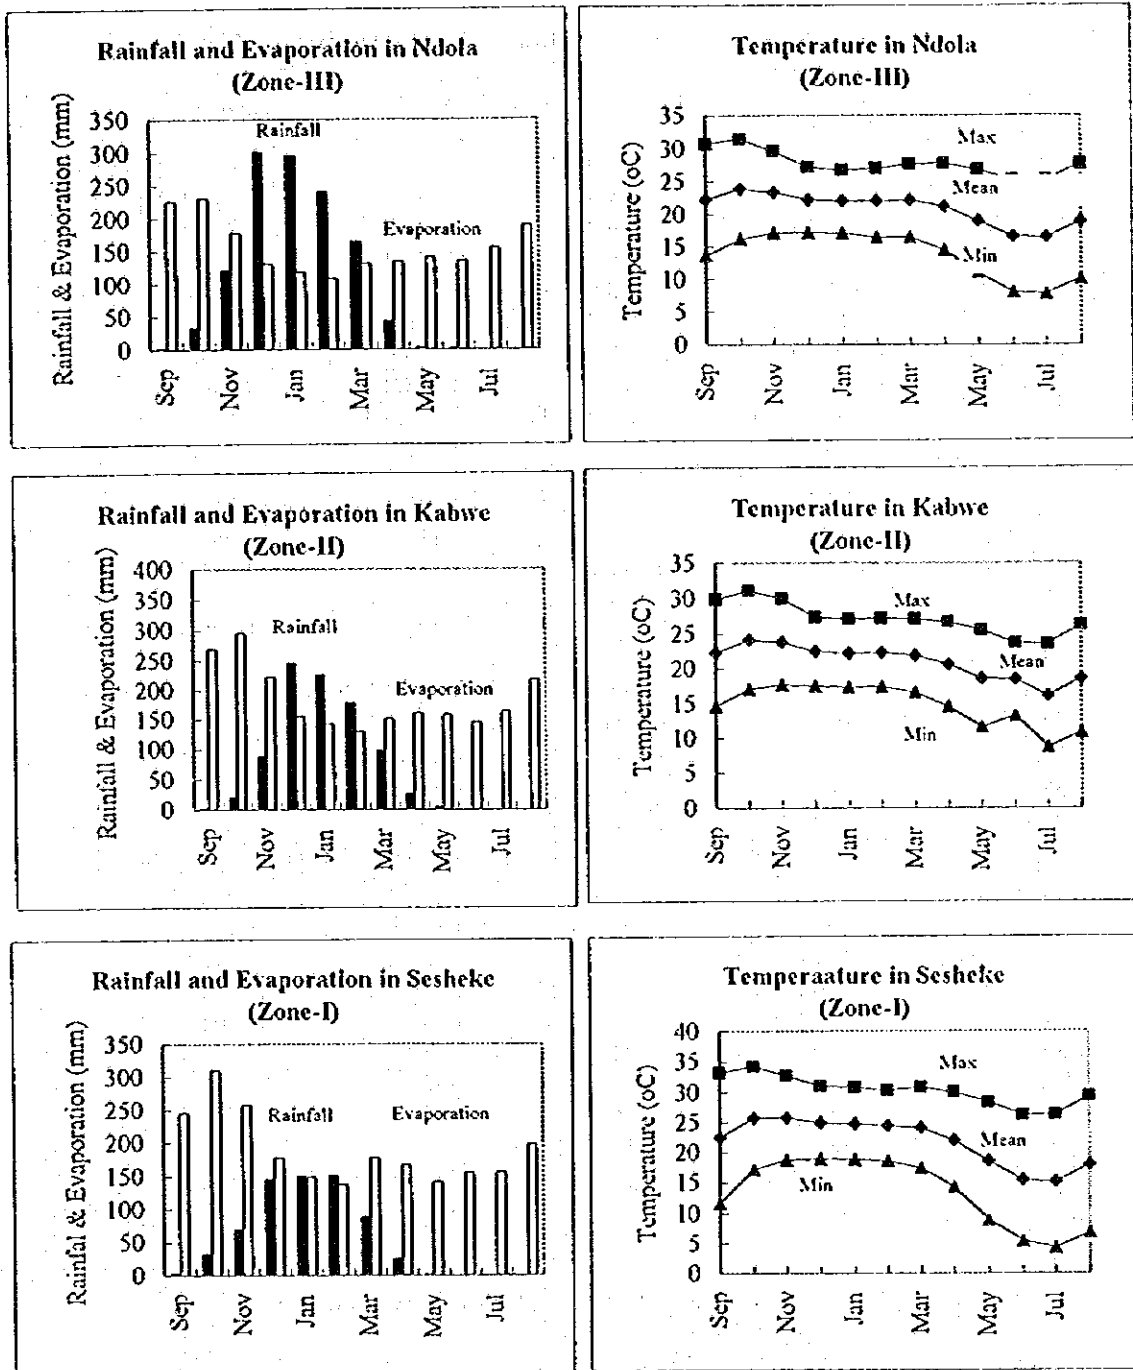 Rainfall and Evaporation in Ndola
(Zone-III)
Rainfall & Evaporation (mm)
350
300
250
200
150
100
50
0
Rainfall
Evaporation
Sep
Nov
Jan
Mar
May
Jul
Temperature in Ndola
(Zone-III)
Temperature (oC)
35
30
25
20
15
10
5
0
Max
Mean
Min
Sep
Nov
Jan
Mar
May
Jul
Rainfall and Evaporation in Kabwe
(Zone-II)
Rainfall & Evaporation (mm)
400
350
300
250
200
150
100
50
0
Rainfall
Evaporation
Sep
Nov
Jan
Mar
May
Jul
Temperature in Kabwe
(Zone-II)
Temperature (oC)
35
30
25
20
15
10
5
0
Max
Mean
Min
Sep
Nov
Jan
Mar
May
Jul
Rainfall and Evaporation in Sesheke
(Zone-I)
Rainfal & Evaporation (mm)
350
300
250
200
150
100
50
0
Rainfall
Evaporation
Sep
Nov
Jan
Mar
May
Jul
Temperaature in Sesheke
(Zone-I)
Temperature (oC)
40
35
30
25
20
15
10
5
0
Max
Mean
Min
Sep
Nov
Jan
Mar
May
Jul